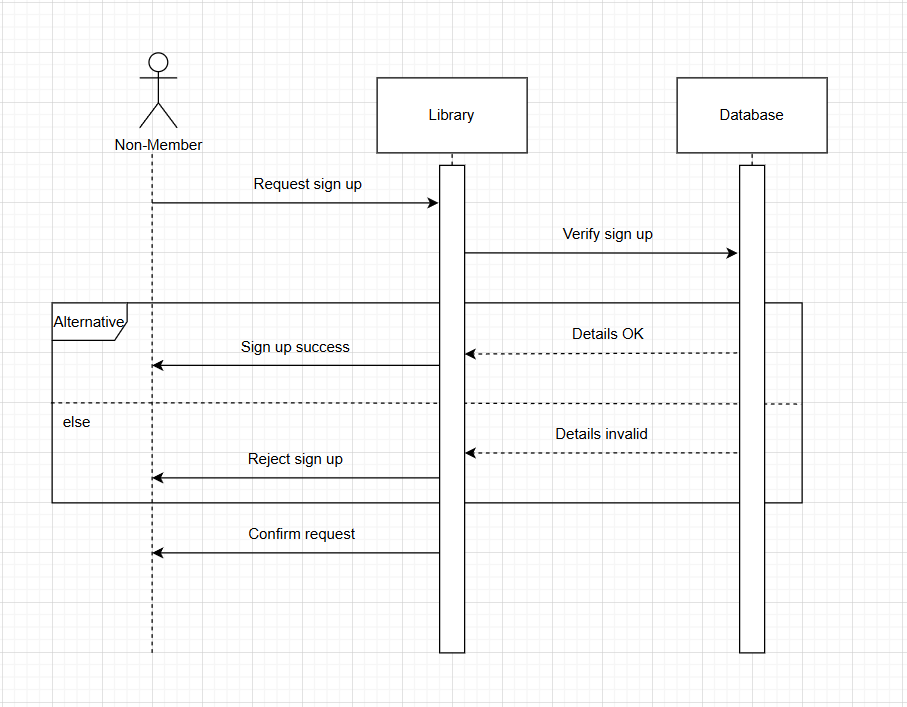 Non-Member
Library
Database
Request sign up
Verify sign up
Alternative
Details OK
Sign up success
else
Details invalid
Reject sign up
Confirm request